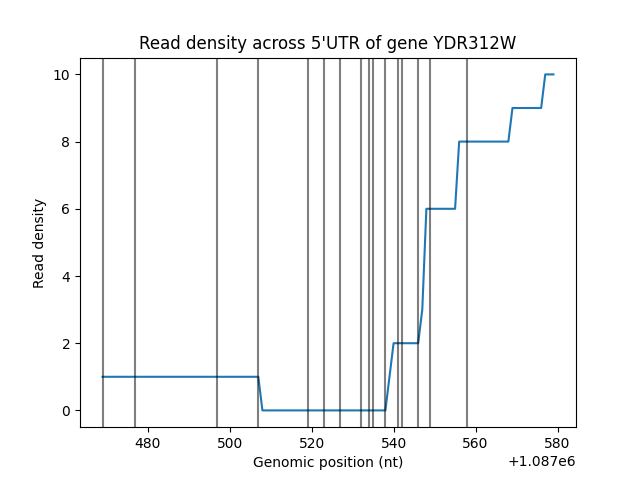 Read density across 5'UTR of gene YDR312W
Read density
10
8
6
4
2
0
480 500 520 540 560 580
+1.087e6
Genomic position (nt)